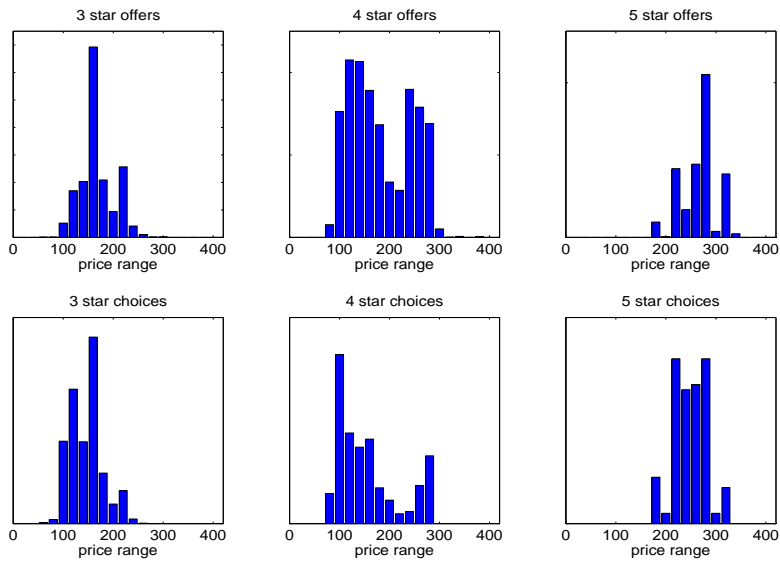 3 star offers
4 star offers
5 star offers
0 100 200 300 400
0 100 200 300 400
0 100 200 300 400
price range
price range
price range
3 star choices
4 star choices
5 star choices
0 100 200 300 400
0 100 200 300 400
0 100 200 300 400
price range
price range
price range